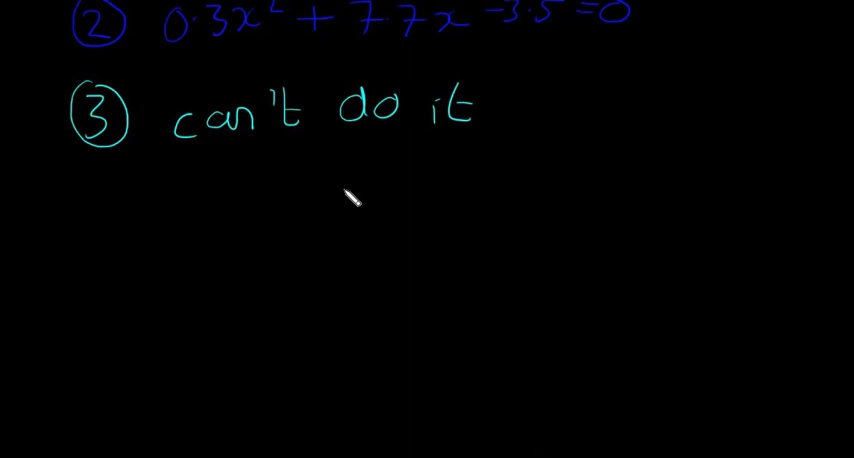 ② 0.3x² + 7.7x -3.5=0
③ can't do it